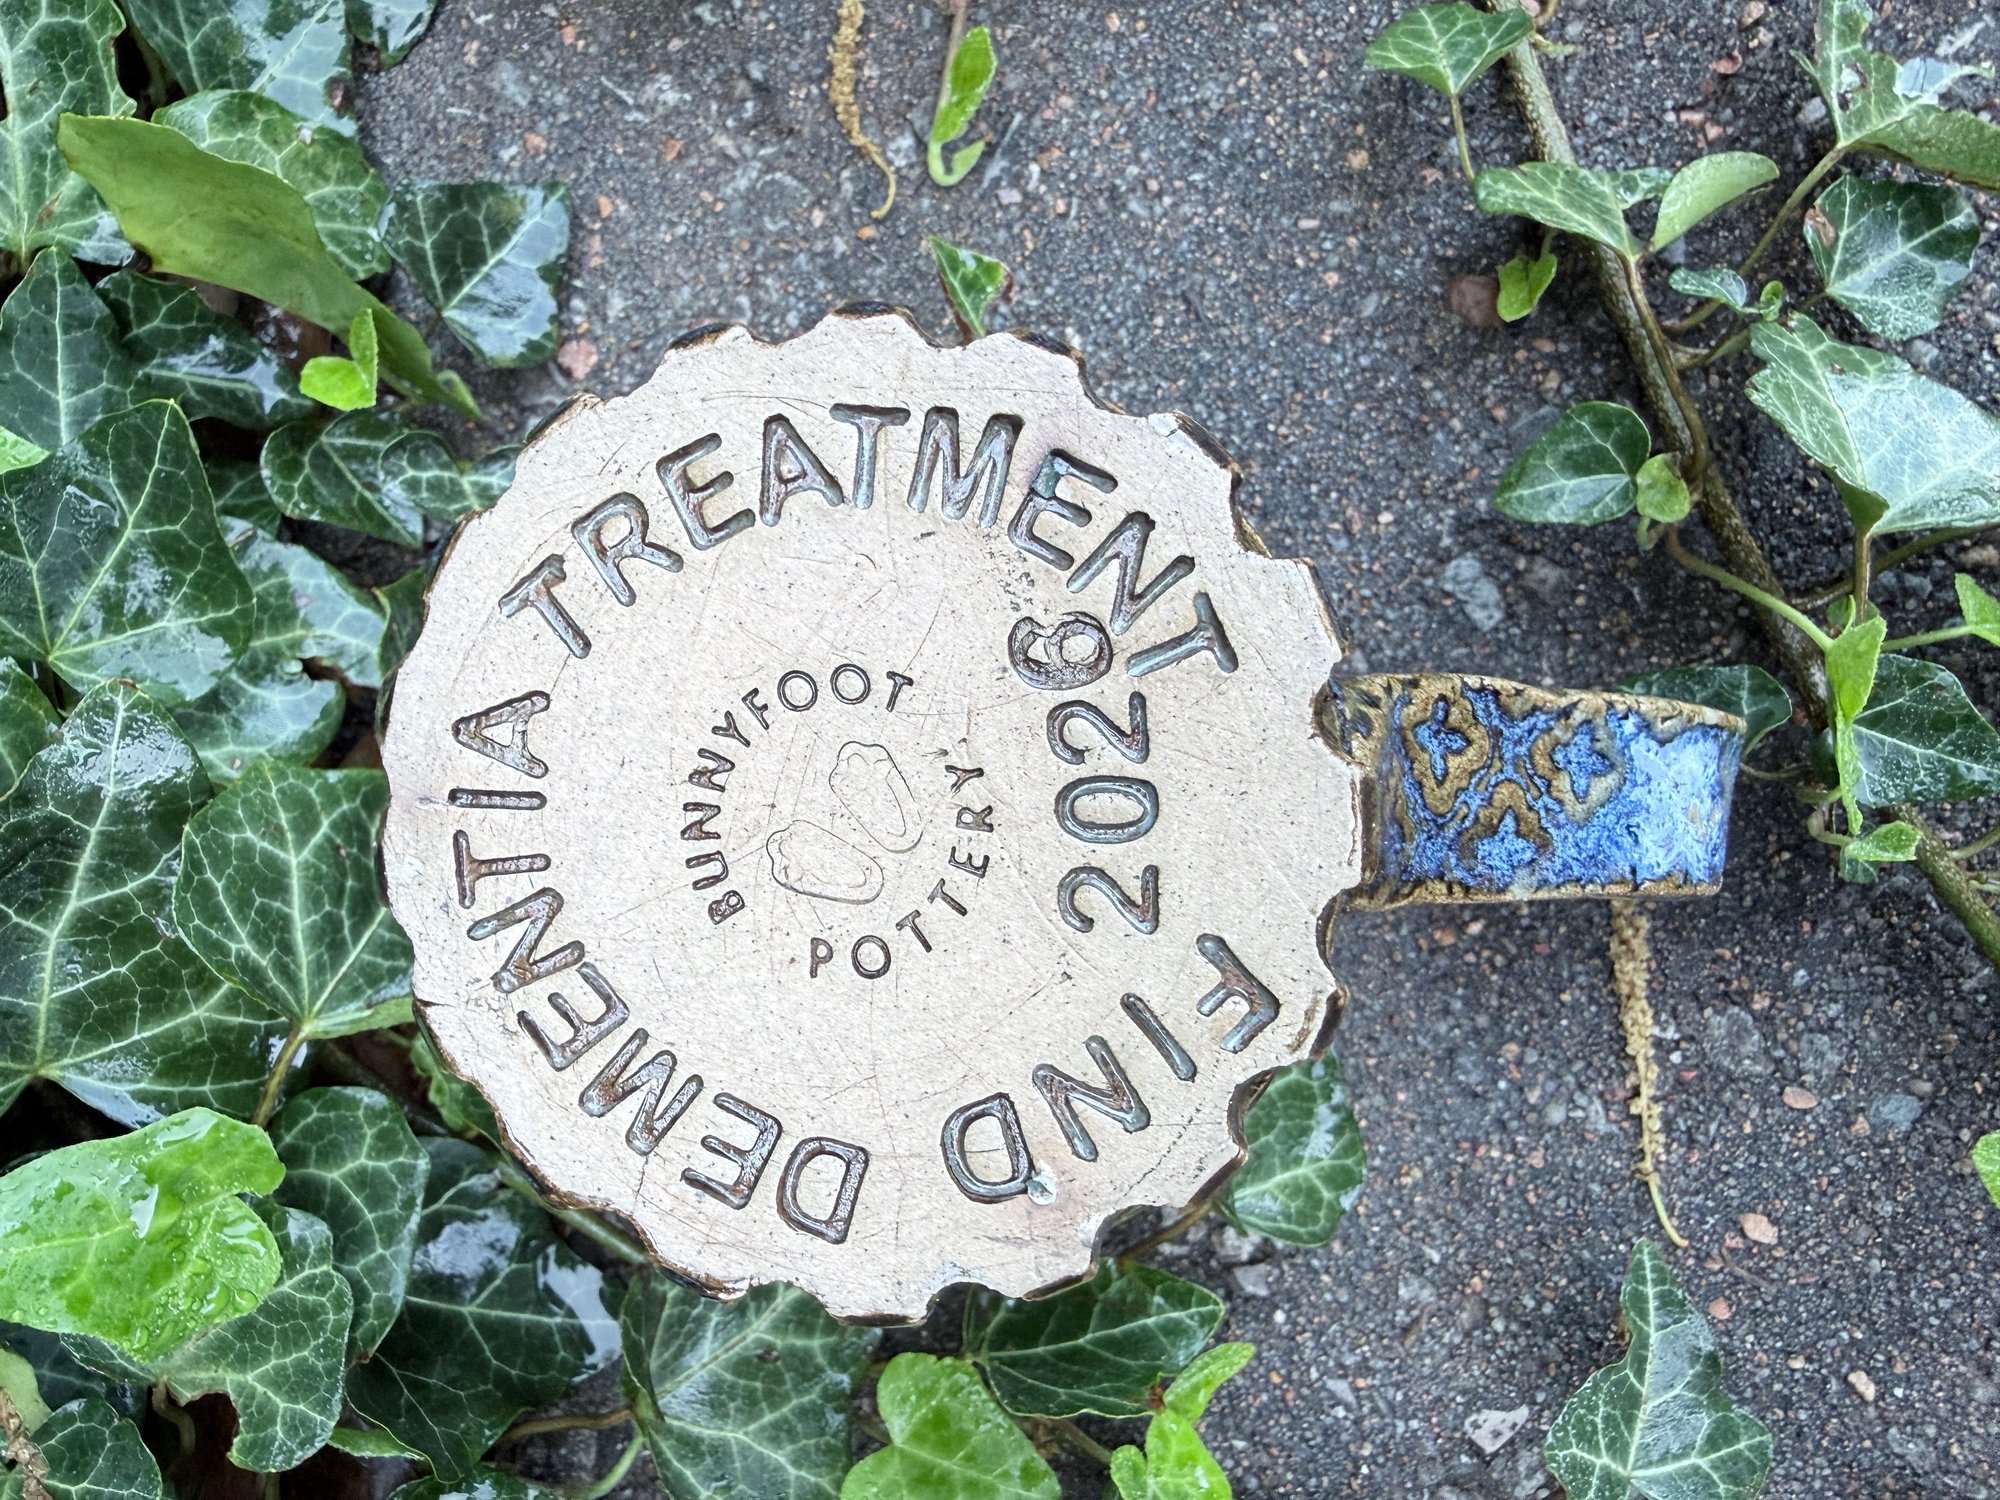 FIND DEMENTIA TREATMENT
2026
BUNNYFOOT
POTTERY